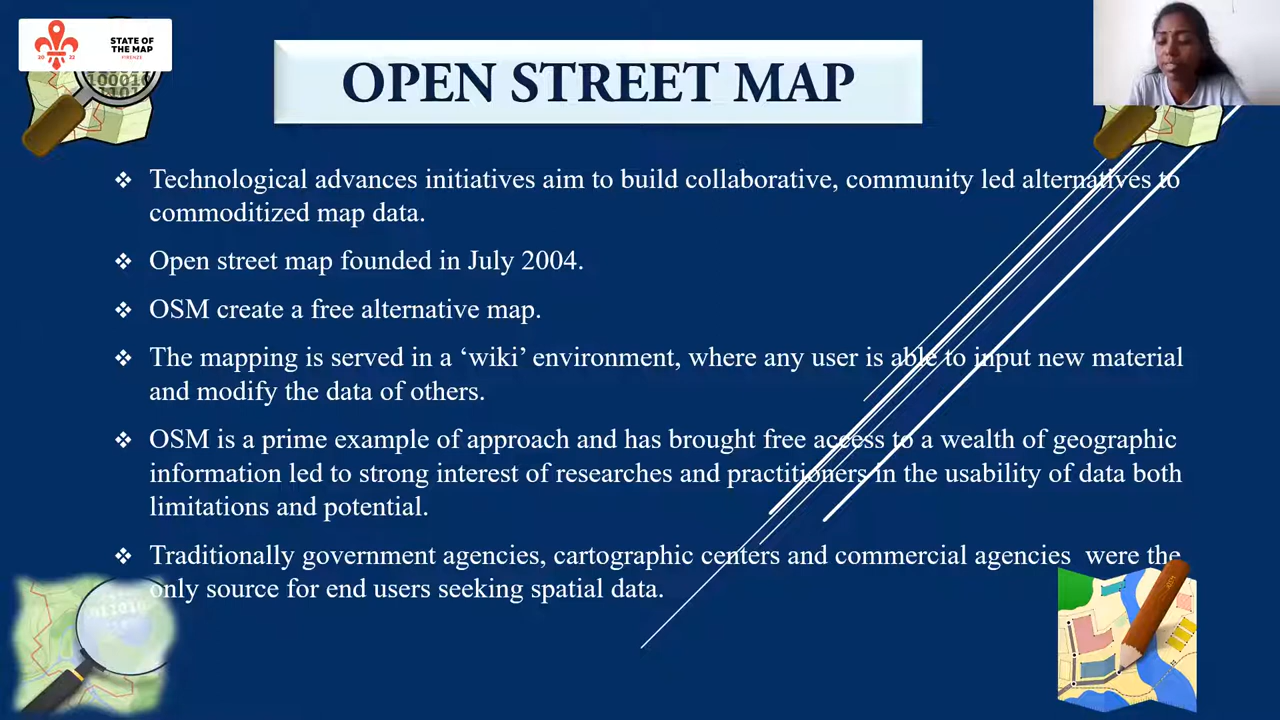 STATE
OF THE MAP
2022
FIRENZE
OPEN STREET MAP
Technological advances initiatives aim to build collaborative, community led alternatives to
commoditized map data.
Open street map founded in July 2004.
OSM create a free alternative map.
The mapping is served in a ‘wiki’ environment, where any user is able to input new material
and modify the data of others.
OSM is a prime example of approach and has brought free access to a wealth of geographic
information led to strong interest of researches and practitioners in the usability of data both
limitations and potential.
Traditionally government agencies, cartographic centers and commercial agencies were the
only source for end users seeking spatial data.